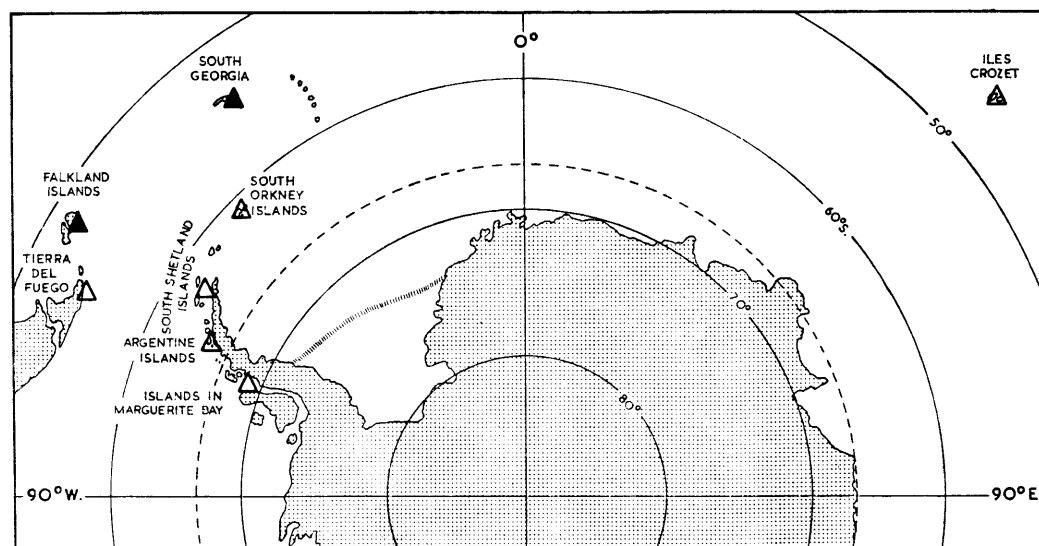 0°
SOUTH
GEORGIA
ILES
CROZET
50°
FALKLAND
ISLANDS
SOUTH
ORKNEY
ISLANDS
60°S.
TIERRA
DEL
FUEGO
SOUTH SHETLAND
ISLANDS
70°
ARGENTINE
ISLANDS
ISLANDS IN
MARGUERITE BAY
80°
90°W.
90°E